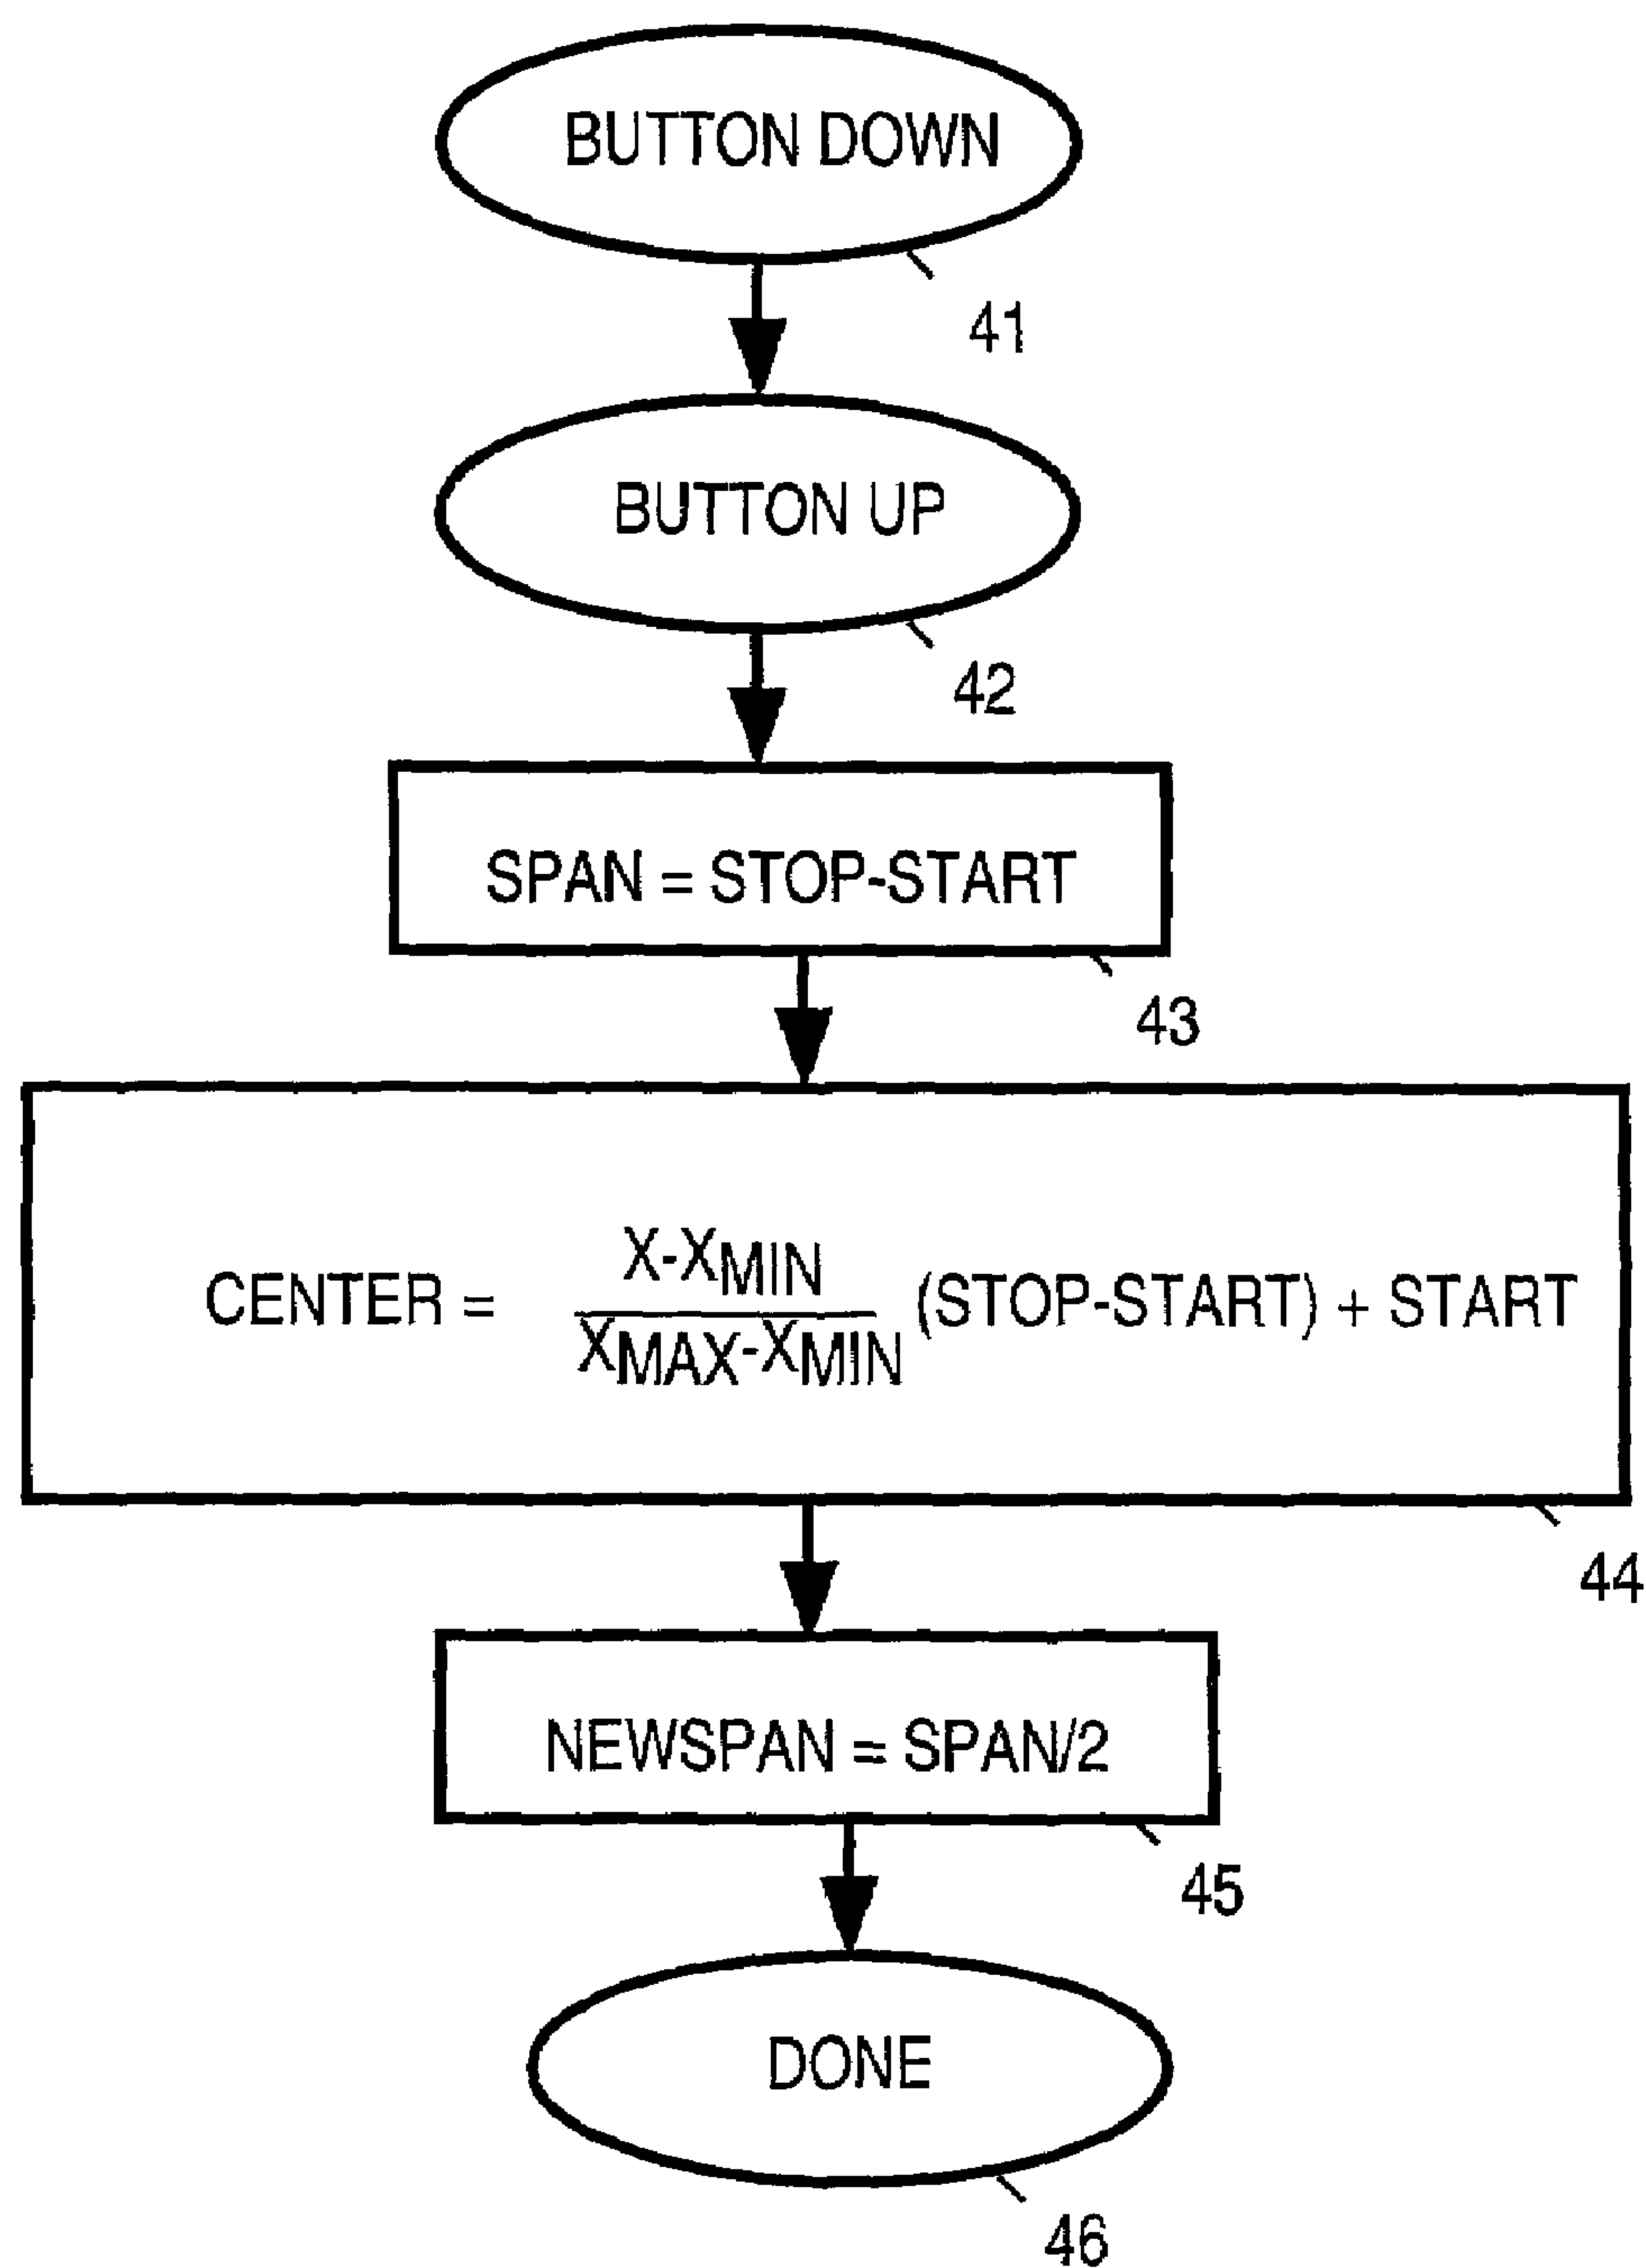 BUTTON DOWN
41
BUTTON UP
42
SPAN = STOP-START
43
X-XMIN
CENTER = (STOP-START) + START
XMAX-XMIN
44
NEWSPAN = SPAN/2
45
DONE
46